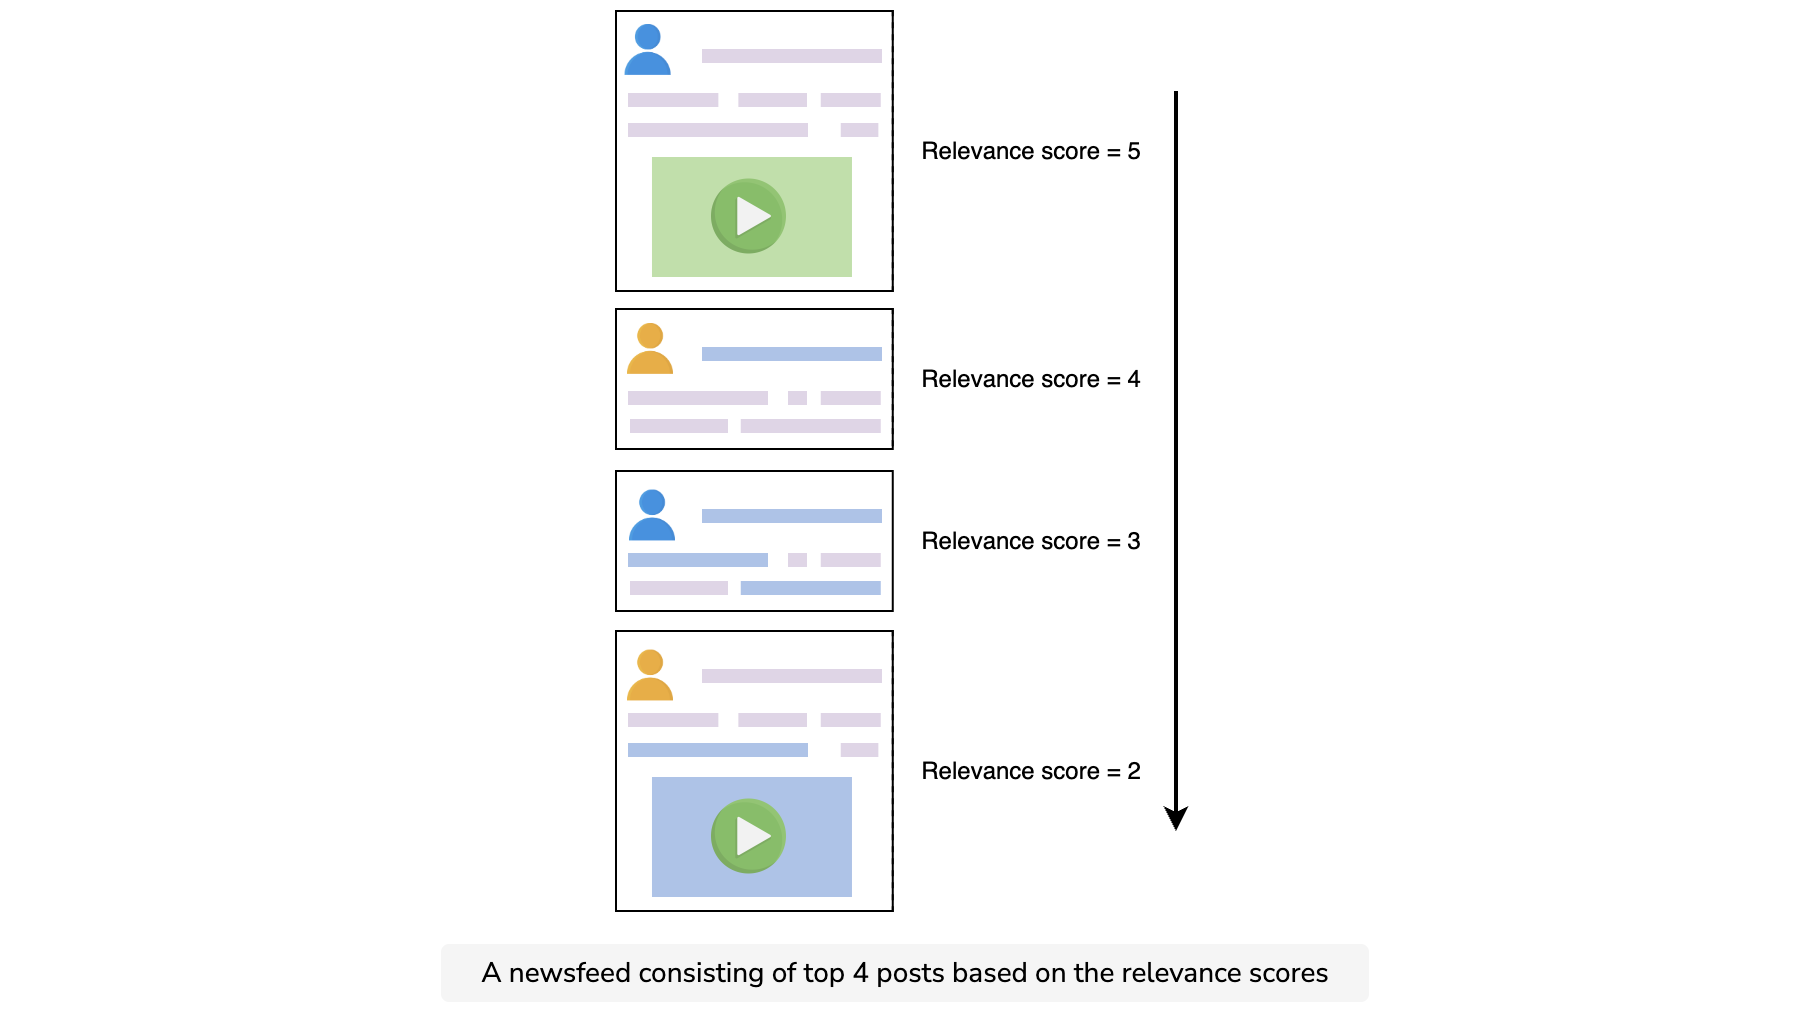 Relevance score = 5
Relevance score = 4
Relevance score = 3
Relevance score = 2
A newsfeed consisting of top 4 posts based on the relevance scores